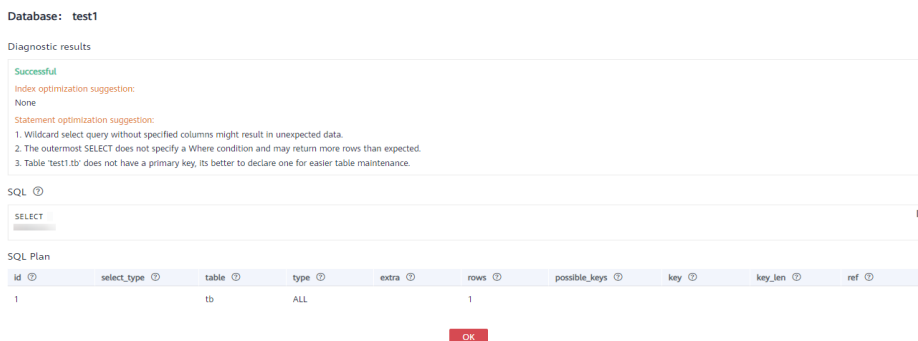 Database: test1
Diagnostic results
Successful
Index optimization suggestion:
None
Statement optimization suggestion:
1. Wildcard select query without specified columns might result in unexpected data.
2. The outermost SELECT does not specify a Where condition and may return more rows than expected.
3. Table 'test1.tb' does not have a primary key, its better to declare one for easier table maintenance.
SQL
SELECT
SQL Plan
id select_type table type extra rows possible_keys key key_len ref
1 tb ALL 1
OK